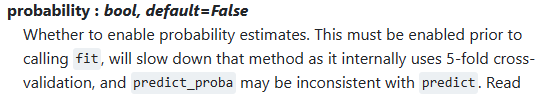 probability : bool, default=False
Whether to enable probability estimates. This must be enabled prior to
calling fit, will slow down that method as it internally uses 5-fold cross-
validation, and predict_proba may be inconsistent with predict. Read